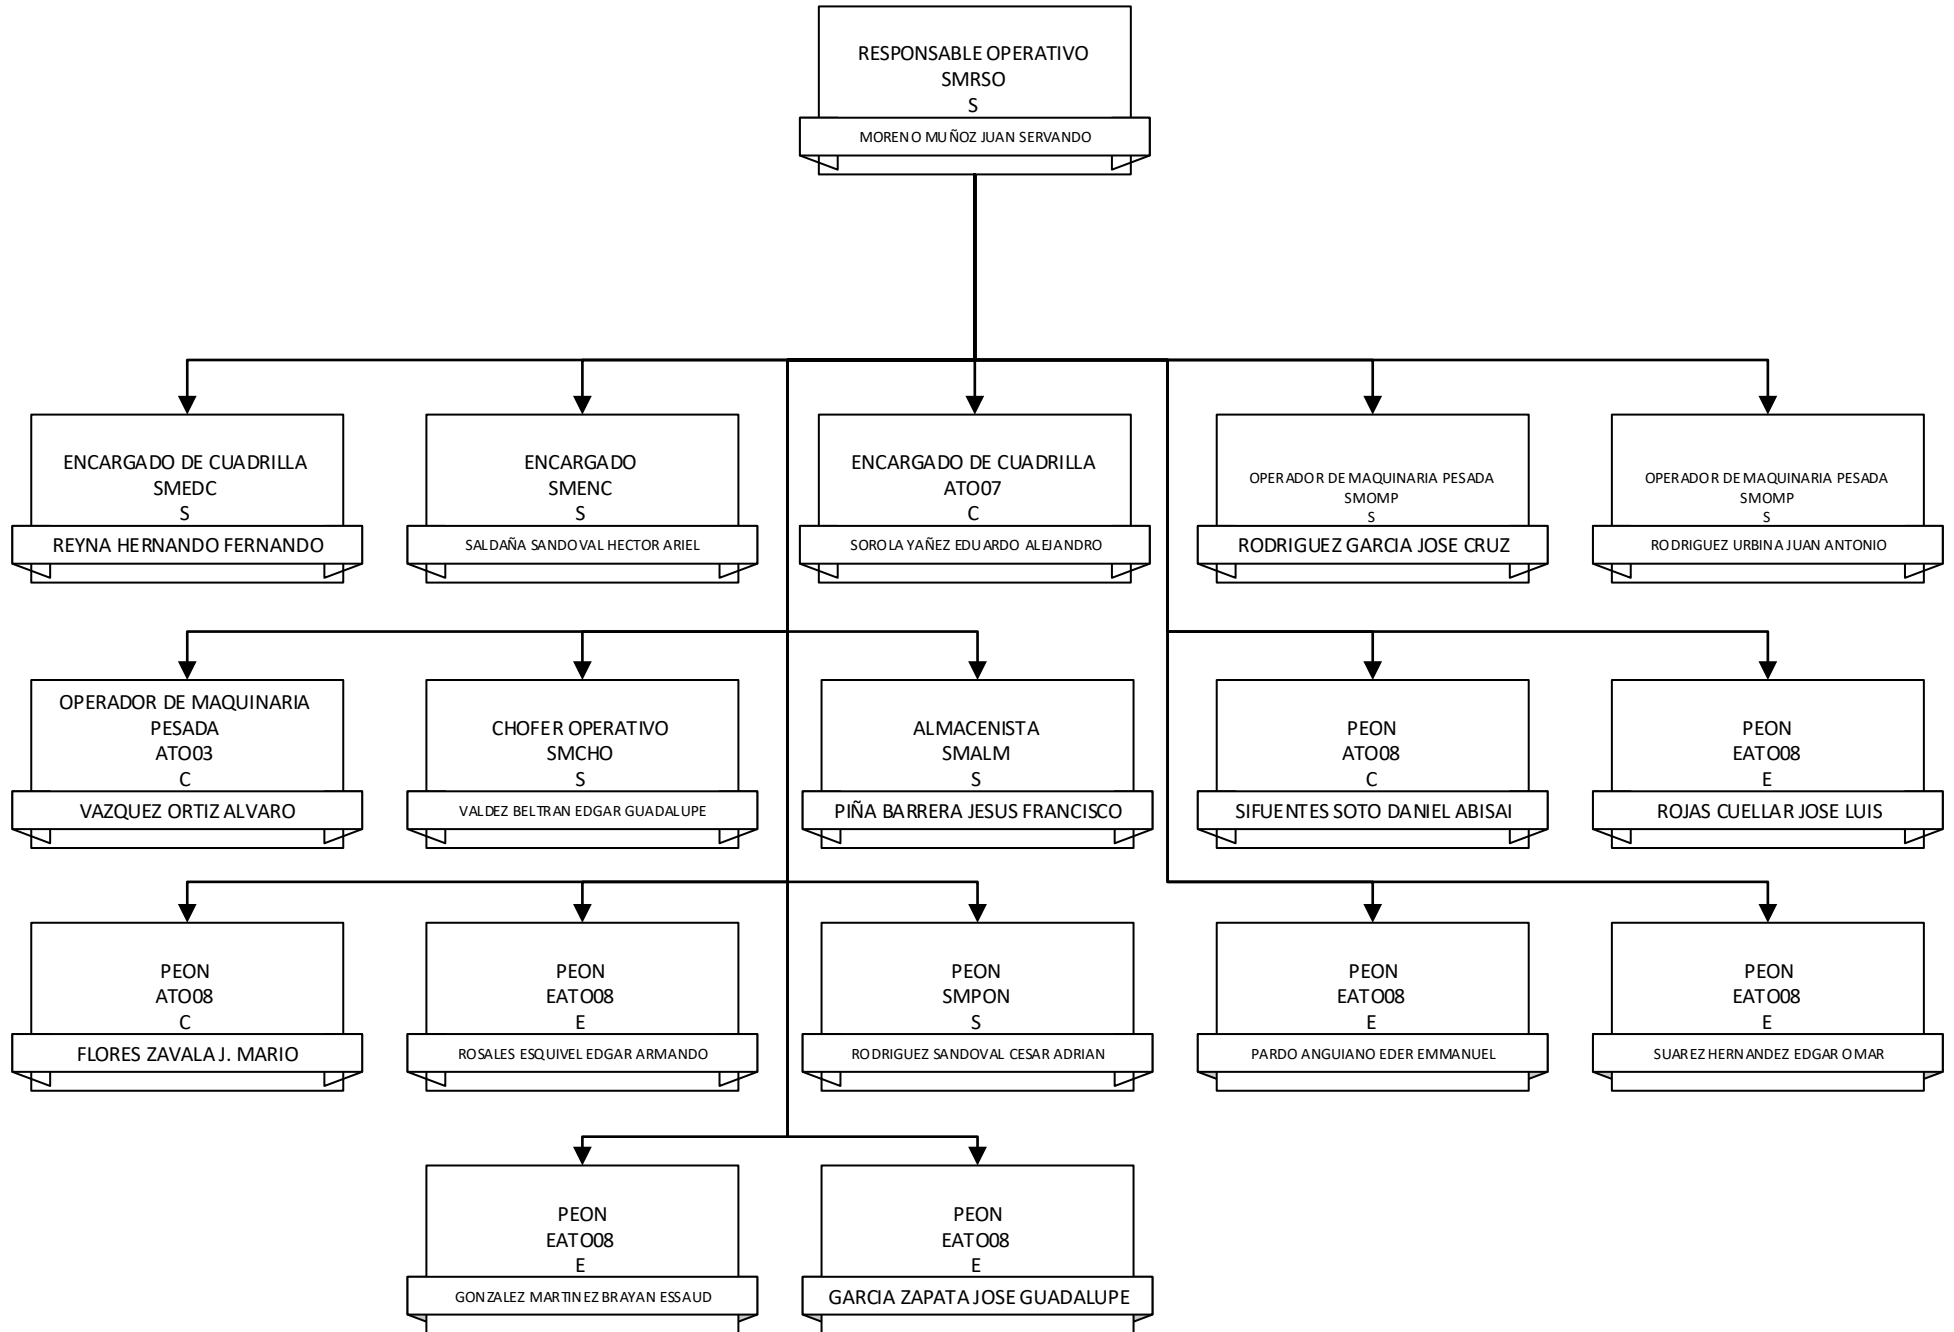 RESPONSABLE OPERATIVO
SMRSO
S
MORENO MUÑOZ JUAN SERVANDO
ENCARGADO DE CUADRILLA
SMEDC
S
REYNA HERNANDO FERNANDO
ENCARGADO
SMENC
S
SALDAÑA SANDOVAL HECTOR ARIEL
ENCARGADO DE CUADRILLA
ATO07
C
SOROLA YAÑEZ EDUARDO ALEJANDRO
OPERADOR DE MAQUINARIA PESADA
SMOMP
S
RODRIGUEZ GARCIA JOSE CRUZ
OPERADOR DE MAQUINARIA PESADA
SMOMP
S
RODRIGUEZ URBINA JUAN ANTONIO
OPERADOR DE MAQUINARIA
PESADA
ATO03
C
VAZQUEZ ORTIZ ALVARO
CHOFER OPERATIVO
SMCHO
S
VALDEZ BELTRAN EDGAR GUADALUPE
ALMACENISTA
SMALM
S
PIÑA BARRERA JESUS FRANCISCO
PEON
ATO08
C
SIFUENTES SOTO DANIEL ABISAI
PEON
EATO08
E
ROJAS CUELLAR JOSE LUIS
PEON
ATO08
C
FLORES ZAVALA J. MARIO
PEON
EATO08
E
ROSALES ESQUIVEL EDGAR ARMANDO
PEON
SMPON
S
RODRIGUEZ SANDOVAL CESAR ADRIAN
PEON
EATO08
E
PARDO ANGUIANO EDER EMMANUEL
PEON
EATO08
E
SUAREZ HERNANDEZ EDGAR OMAR
PEON
EATO08
E
GONZALEZ MARTINEZ BRAYAN ESSAUD
PEON
EATO08
E
GARCIA ZAPATA JOSE GUADALUPE